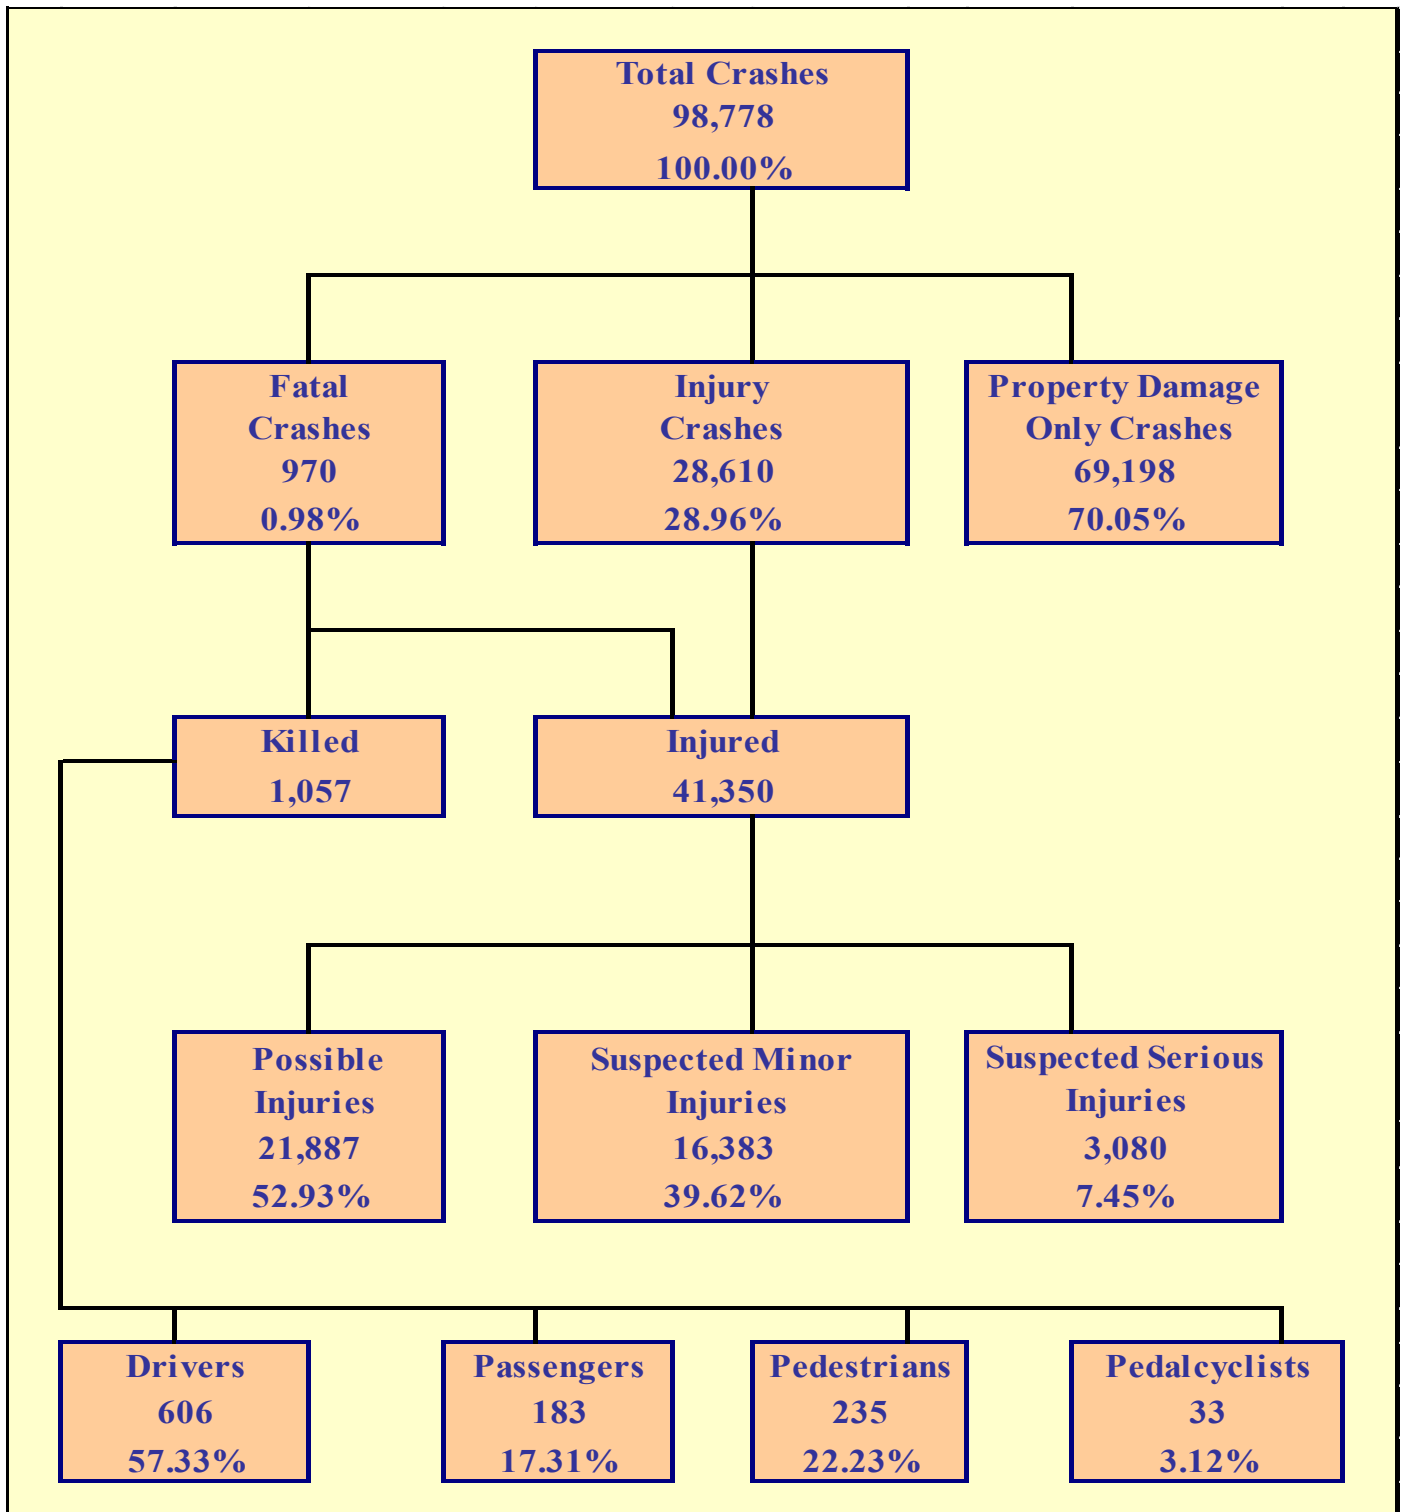 Total Crashes
98,778
100.00%
Fatal
Crashes
970
0.98%
Injury
Crashes
28,610
28.96%
Property Damage
Only Crashes
69,198
70.05%
Killed
1,057
Injured
41,350
Possible
Injuries
21,887
52.93%
Suspected Minor
Injuries
16,383
39.62%
Suspected Serious
Injuries
3,080
7.45%
Drivers
606
57.33%
Passengers
183
17.31%
Pedestrians
235
22.23%
Pedalcyclists
33
3.12%